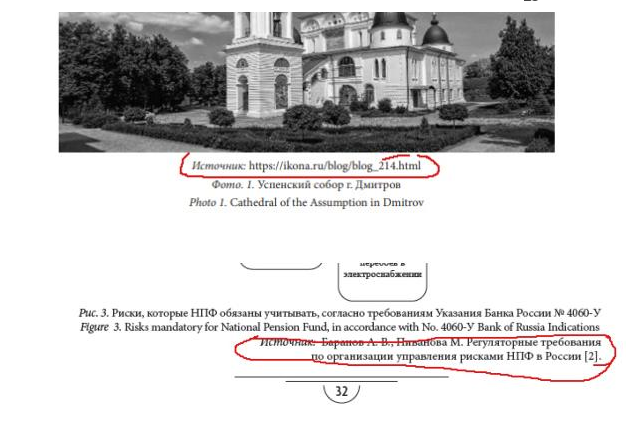 Источник: https://ikona.ru/blog/blog_214.html
Фото. 1. Успенский собор г. Дмитров
Photo 1. Cathedral of the Assumption in Dmitrov
перебоев в
электроснабжении
Рис. 3. Риски, которые НПФ обязаны учитывать, согласно требованиям Указания Банка России № 4060-У
Figure 3. Risks mandatory for National Pension Fund, in accordance with No. 4060-У Bank of Russia Indications
Источник: Баранов А. В., М. Регуляторные требования
по организации управления рисками НПФ в России [2].
32